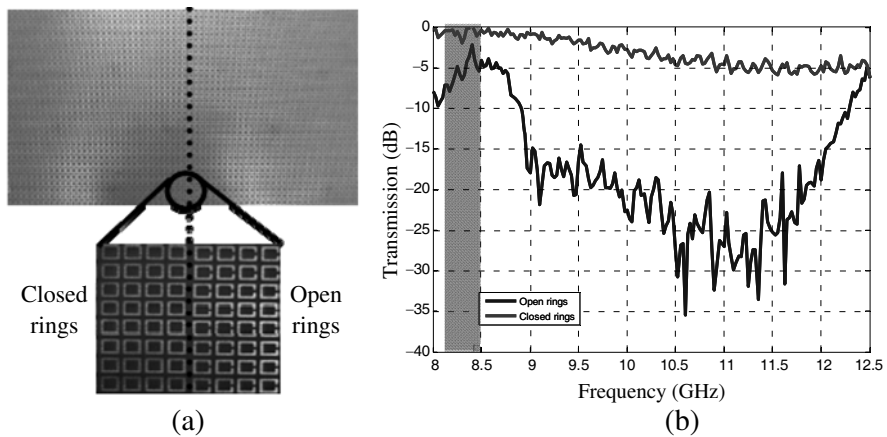 Closed
rings
Open
rings
(a)
0
−5
−10
−15
−20
−25
−30
−35
−40
Transmission (dB)
Open rings
Closed rings
8
8.5
9
9.5
10
10.5
11
11.5
12
12.5
Frequency (GHz)
(b)